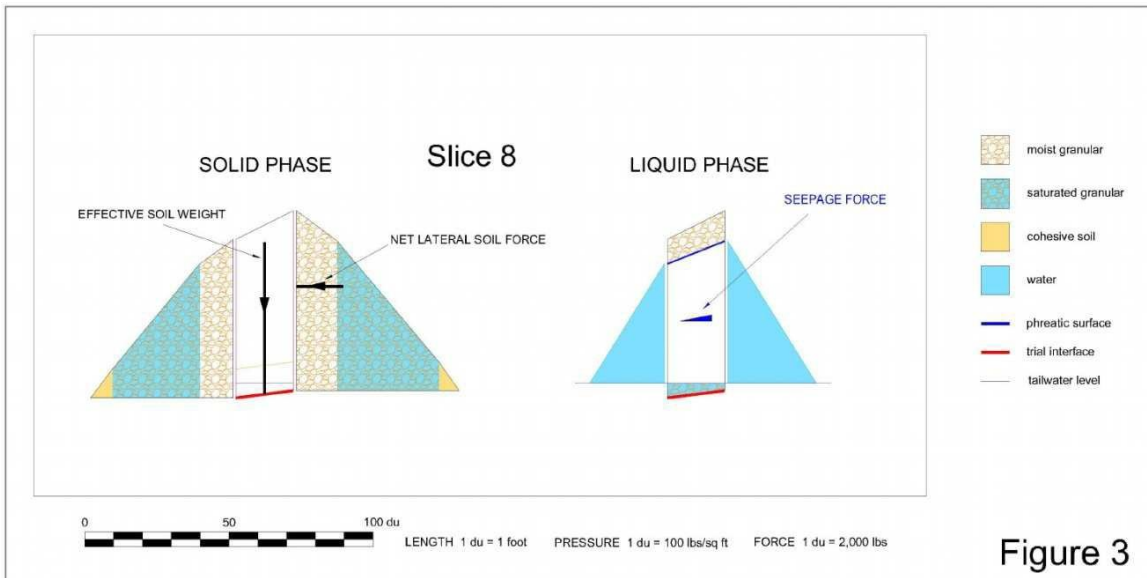 Slice 8
SOLID PHASE
LIQUID PHASE
EFFECTIVE SOIL WEIGHT
NET LATERAL SOIL FORCE
SEEPAGE FORCE
moist granular
saturated granular
cohesive soil
water
phreatic surface
trial interface
tailwater level
0 50 100 du
LENGTH 1 du = 1 foot PRESSURE 1 du = 100 lbs/sq ft FORCE 1 du = 2,000 lbs
Figure 3